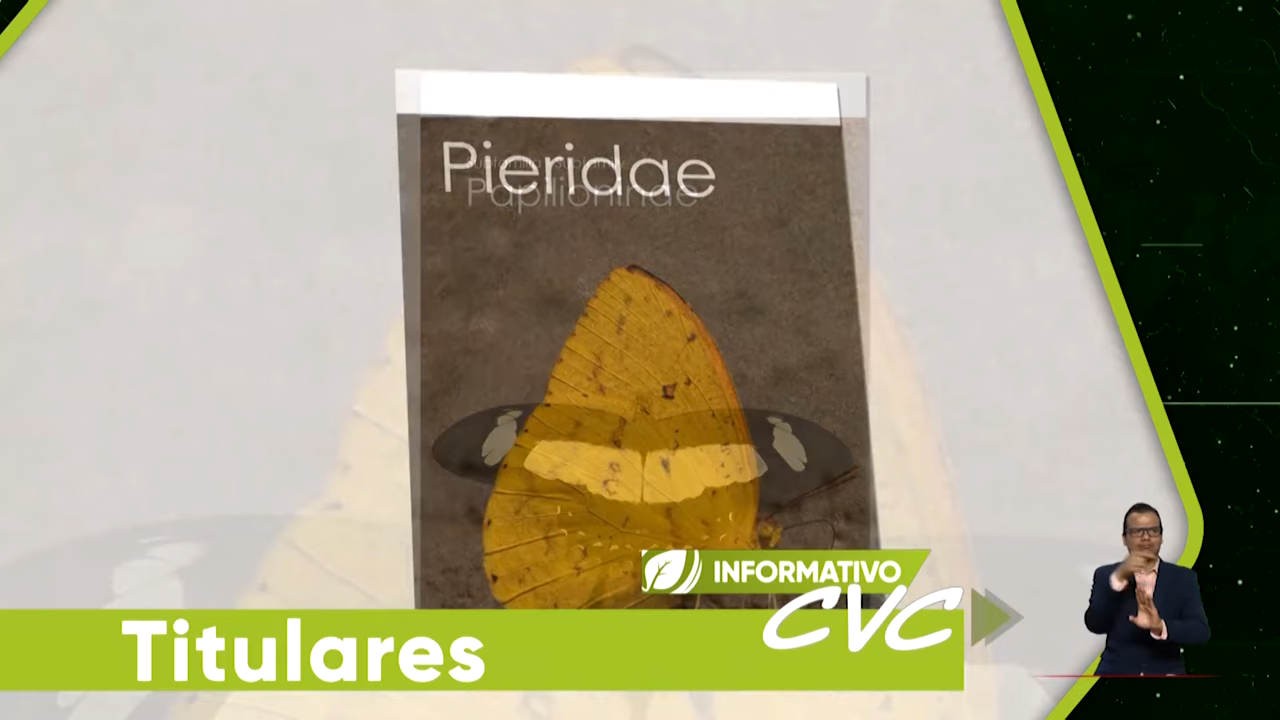 Pieridae
Papilioninae
INFORMATIVO
CVC
Titulares